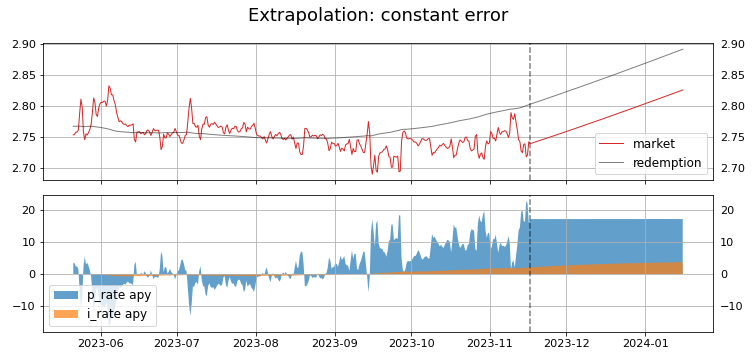 Extrapolation: constant error
2.90 2.90
2.85 2.85
2.80 2.80
2.75 2.75
2.70 2.70
market
redemption
20 20
10 10
0 0
−10 −10
p_rate apy
i_rate apy
2023-06 2023-07 2023-08 2023-09 2023-10 2023-11 2023-12 2024-01